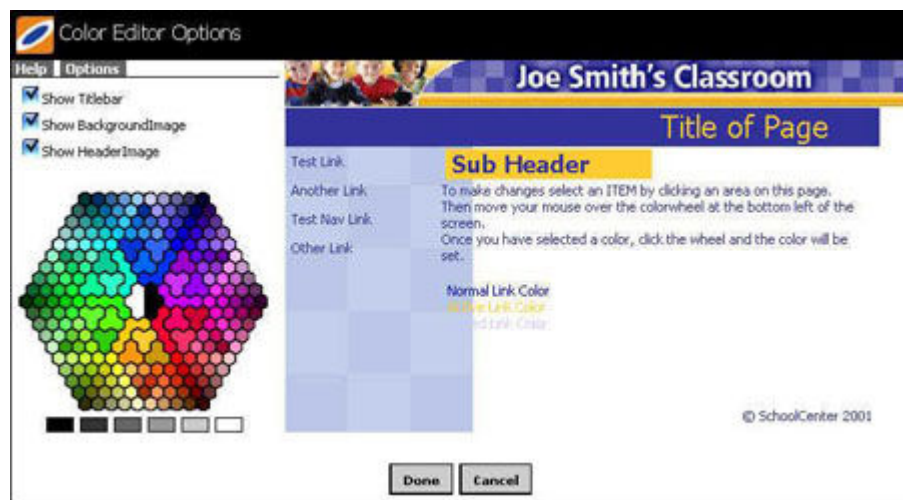 Color Editor Options
Help Options
Show Titlebar
Show BackgroundImage
Show HeaderImage
Joe Smith's Classroom
Title of Page
Test Link
Another Link
Test Nav Link
Other Link
Sub Header
To make changes select an ITEM by clicking an area on this page.
Then move your mouse over the colorwheel at the bottom left of the
screen.
Once you have selected a color, click the wheel and the color will be
set.
Normal Link Color
Link Color
Link Color
© SchoolCenter 2001
Done Cancel